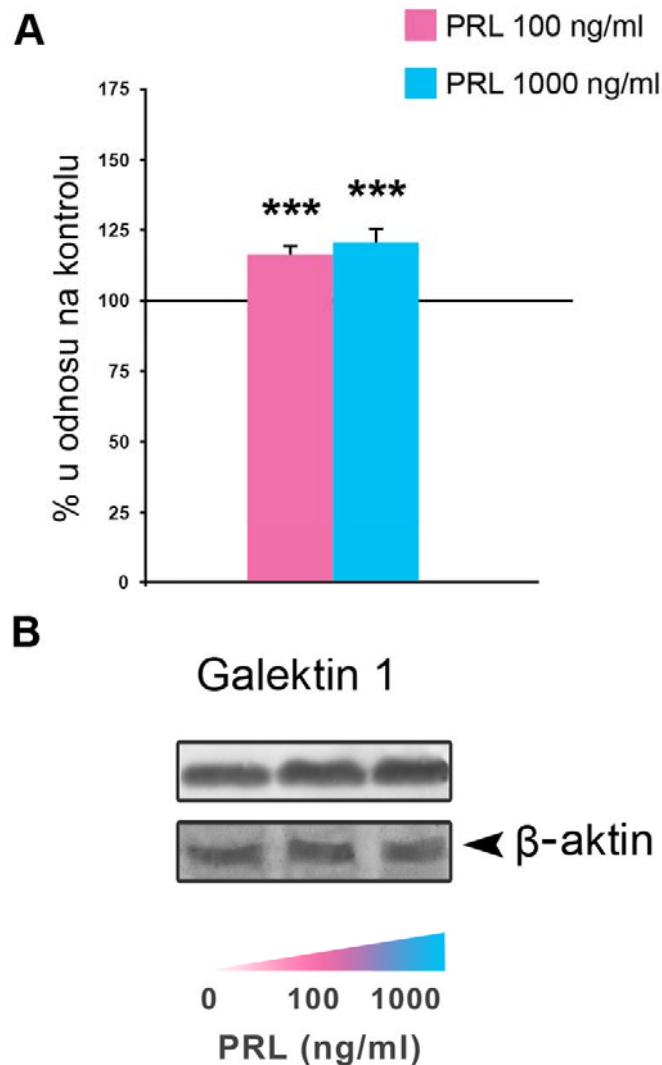 A
PRL 100 ng/ml
PRL 1000 ng/ml
% u odnosu na kontrolu
175
150
125
100
75
50
25
0
*** ***
B
Galektin 1
β-aktin
0 100 1000
PRL (ng/ml)